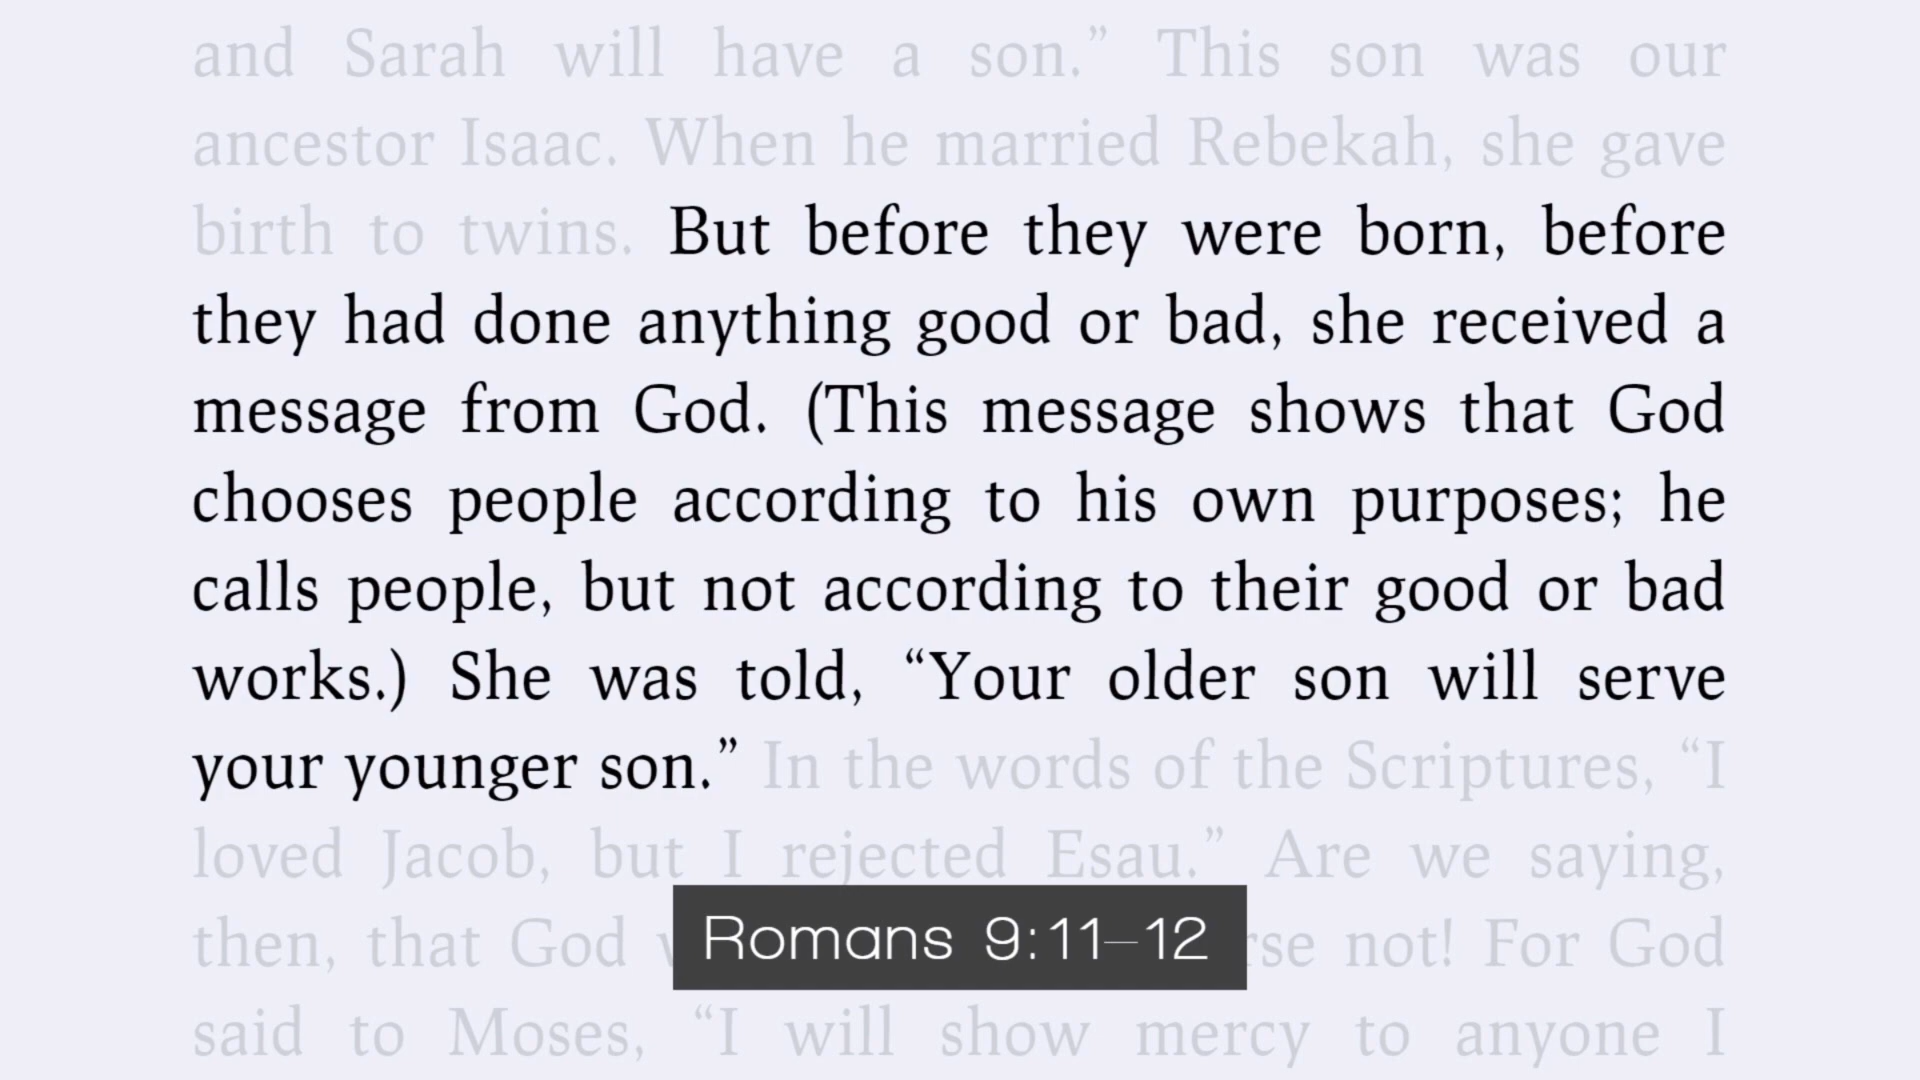 and Sarah will have a son.” This son was our
ancestor Isaac. When he married Rebekah, she gave
birth to twins. But before they were born, before
they had done anything good or bad, she received a
message from God. (This message shows that God
chooses people according to his own purposes; he
calls people, but not according to their good or bad
works.) She was told, “Your older son will serve
your younger son.” In the words of the Scriptures, “I
loved Jacob, but I rejected Esau.” Are we saying,
then, that God not! For God
Romans 9:11–12
said to Moses, “I will show mercy to anyone I